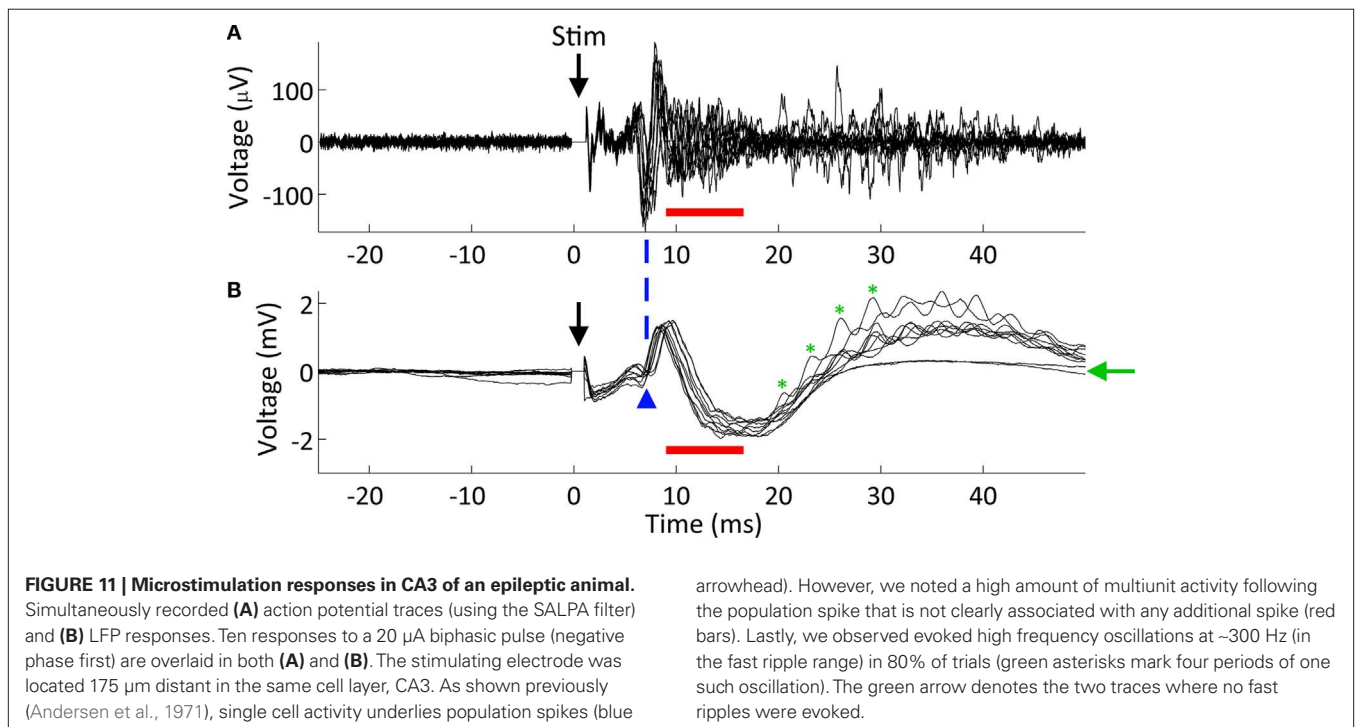 A
Stim
Voltage (μV)
100
0
-100
-20 -10 0 10 20 30 40
B
Voltage (mV)
2
0
-2
* * * *
-20 -10 0 10 20 30 40
Time (ms)
FIGURE 11 | Microstimulation responses in CA3 of an epileptic animal.
Simultaneously recorded (A) action potential traces (using the SALPA filter)
and (B) LFP responses. Ten responses to a 20 μA biphasic pulse (negative
phase first) are overlaid in both (A) and (B). The stimulating electrode was
located 175 μm distant in the same cell layer, CA3. As shown previously
(Andersen et al., 1971), single cell activity underlies population spikes (blue
arrowhead). However, we noted a high amount of multiunit activity following
the population spike that is not clearly associated with any additional spike (red
bars). Lastly, we observed evoked high frequency oscillations at ~300 Hz (in
the fast ripple range) in 80% of trials (green asterisks mark four periods of one
such oscillation). The green arrow denotes the two traces where no fast
ripples were evoked.